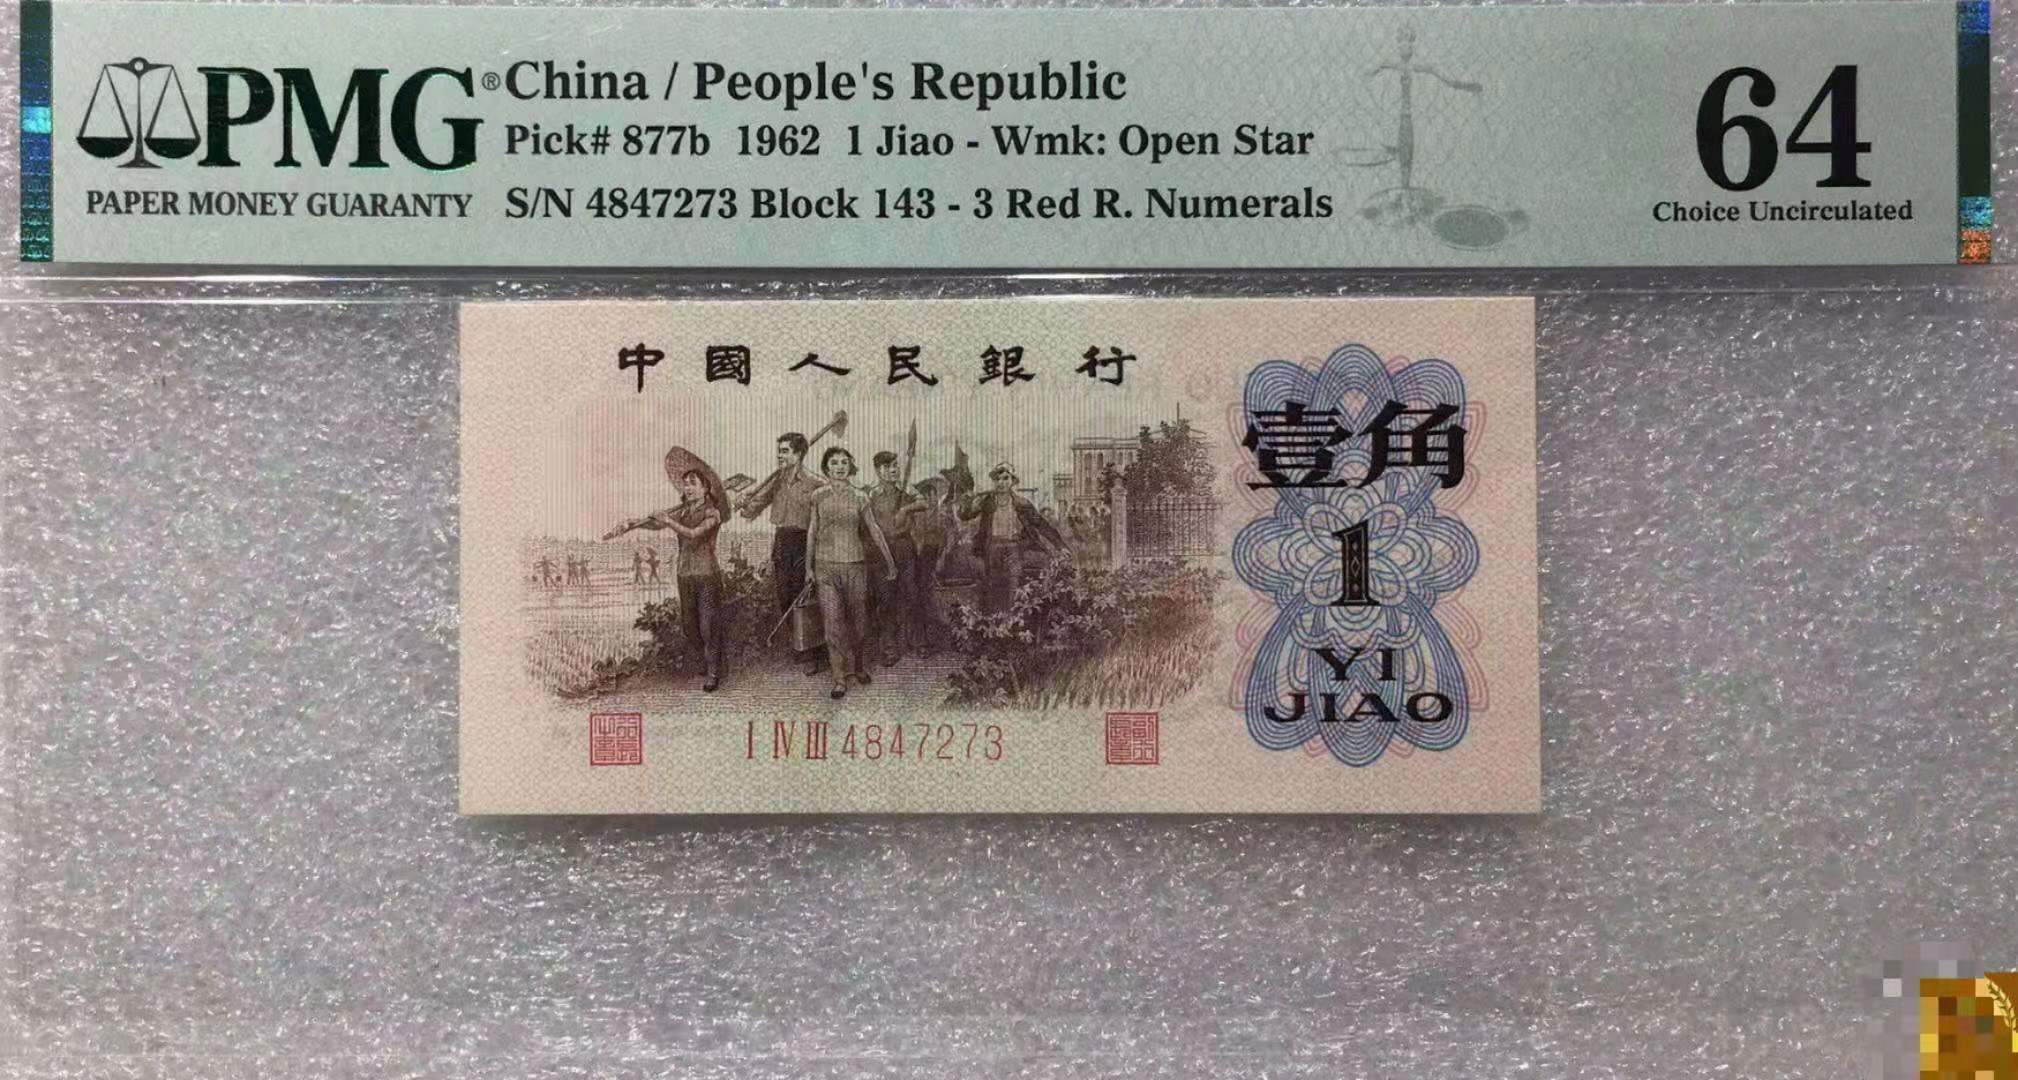 PMG®
PAPER MONEY GUARANTY
China / People's Republic
Pick# 877b 1962 1 Jiao - Wmk: Open Star
S/N 4847273 Block 143 - 3 Red R. Numerals
64
Choice Uncirculated
中國人民銀行
壹角
1
YI
JIAO
I IV III 4847273